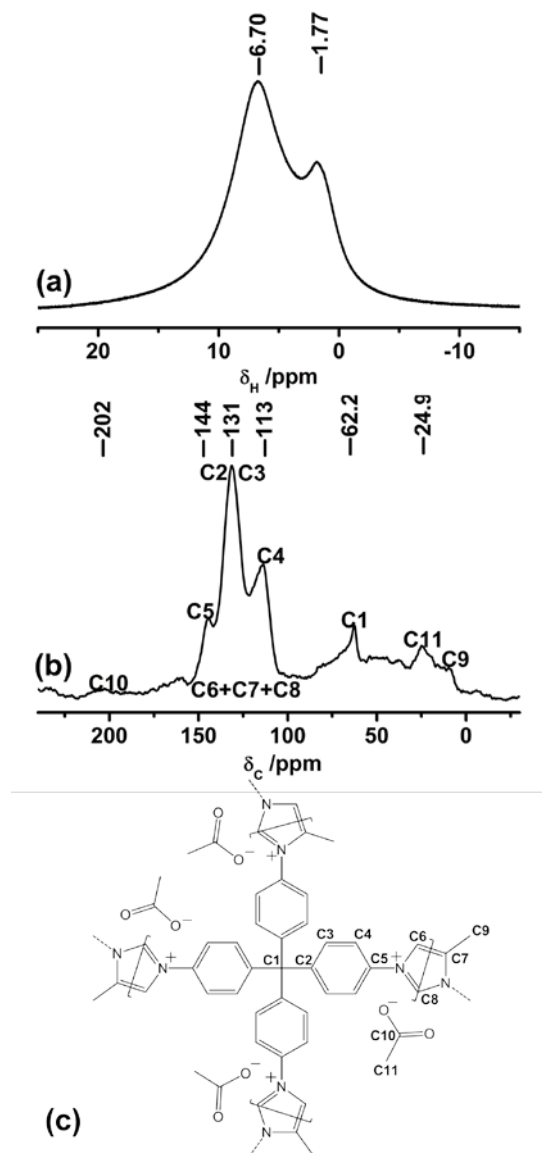 —6.70 —1.77
(a)
20 10 0 -10
δH /ppm
—202 —144 —131 —113 —62.2 —24.9
C2 C3
C4
C5 C1
C11
C9
(b) C10
C6+C7+C8
200 150 100 50 0
δC /ppm
N
N
+
O
O−
O
O−
N
N
+
C1
C2
C3 C4
C5
C6
C7
C8
C9
+
N
N
O−
C10 O
C11
O
O−
+
N
N
(c)